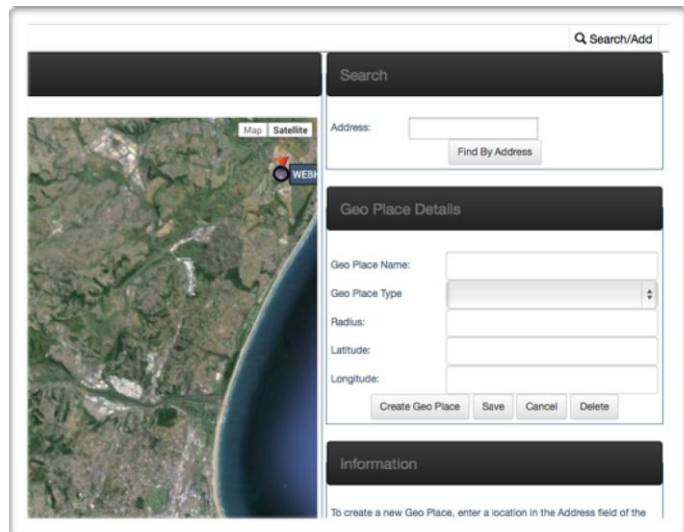 Search/Add
Search
Map Satellite
Address:
Find By Address
WEBH
Geo Place Details
Geo Place Name:
Geo Place Type
Radius:
Latitude:
Longitude:
Create Geo Place Save Cancel Delete
Information
To create a new Geo Place, enter a location in the Address field of the